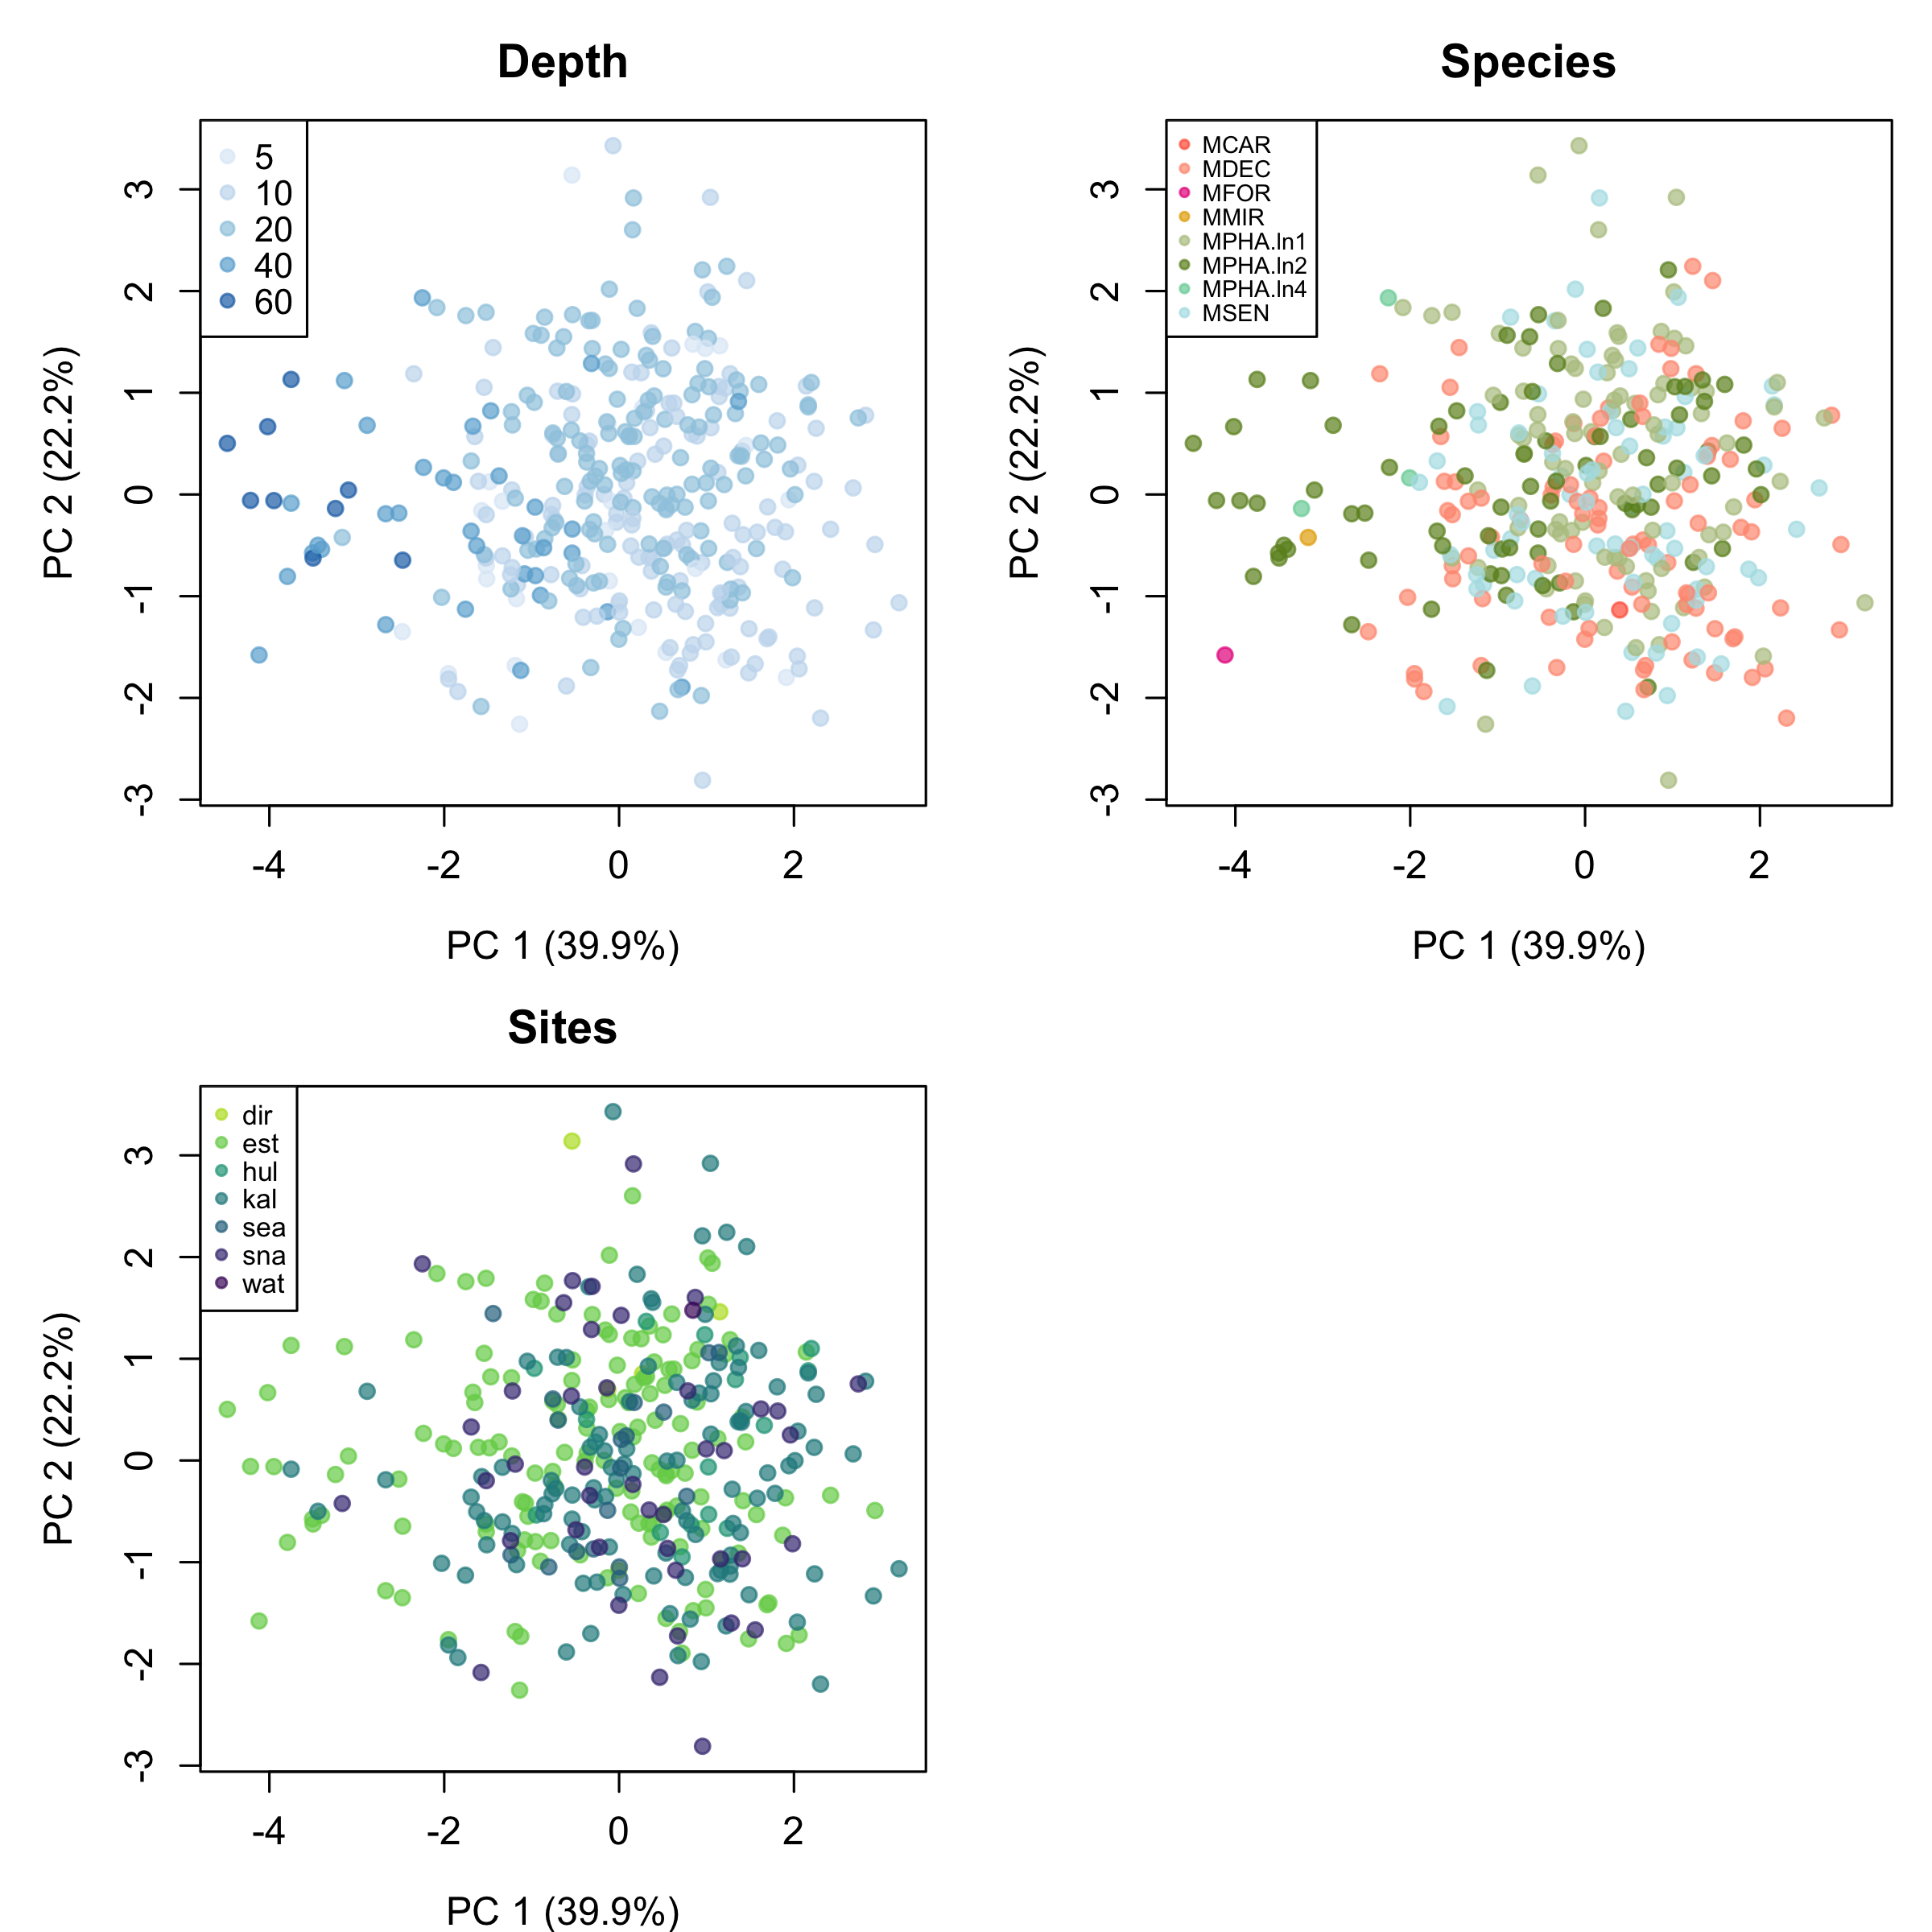 Depth
5
10
20
40
60
3
2
1
0
-1
-2
-3
PC 2 (22.2%)
-4 -2 0 2
PC 1 (39.9%)
Species
MCAR
MDEC
MFOR
MMIR
MPHA.ln1
MPHA.ln2
MPHA.ln4
MSEN
3
2
1
0
-1
-2
-3
PC 2 (22.2%)
-4 -2 0 2
PC 1 (39.9%)
Sites
dir
est
hul
kal
sea
sna
wat
3
2
1
0
-1
-2
-3
PC 2 (22.2%)
-4 -2 0 2
PC 1 (39.9%)